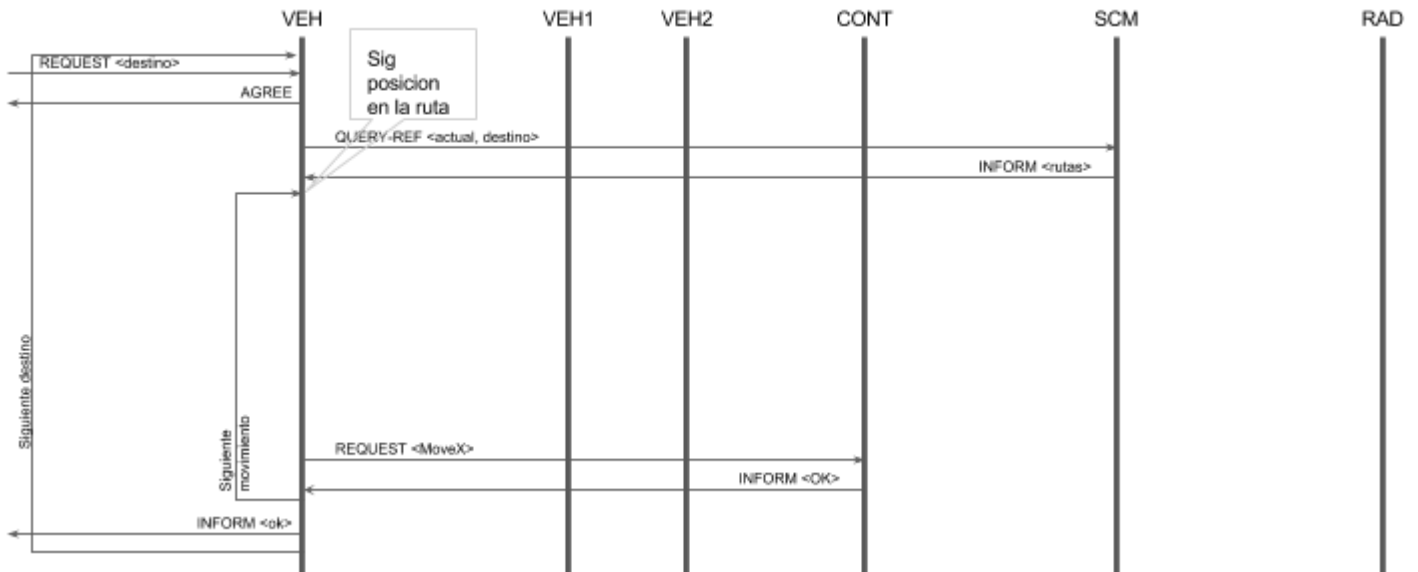 VEH
VEH1
VEH2
CONT
SCM
RAD
REQUEST <destino>
AGREE
Sig
posicion
en la ruta
QUERY-REF <actual, destino>
INFORM <rutas>
Siguiente destino
Siguiente
movimiento
REQUEST <MoveX>
INFORM <OK>
INFORM <ok>